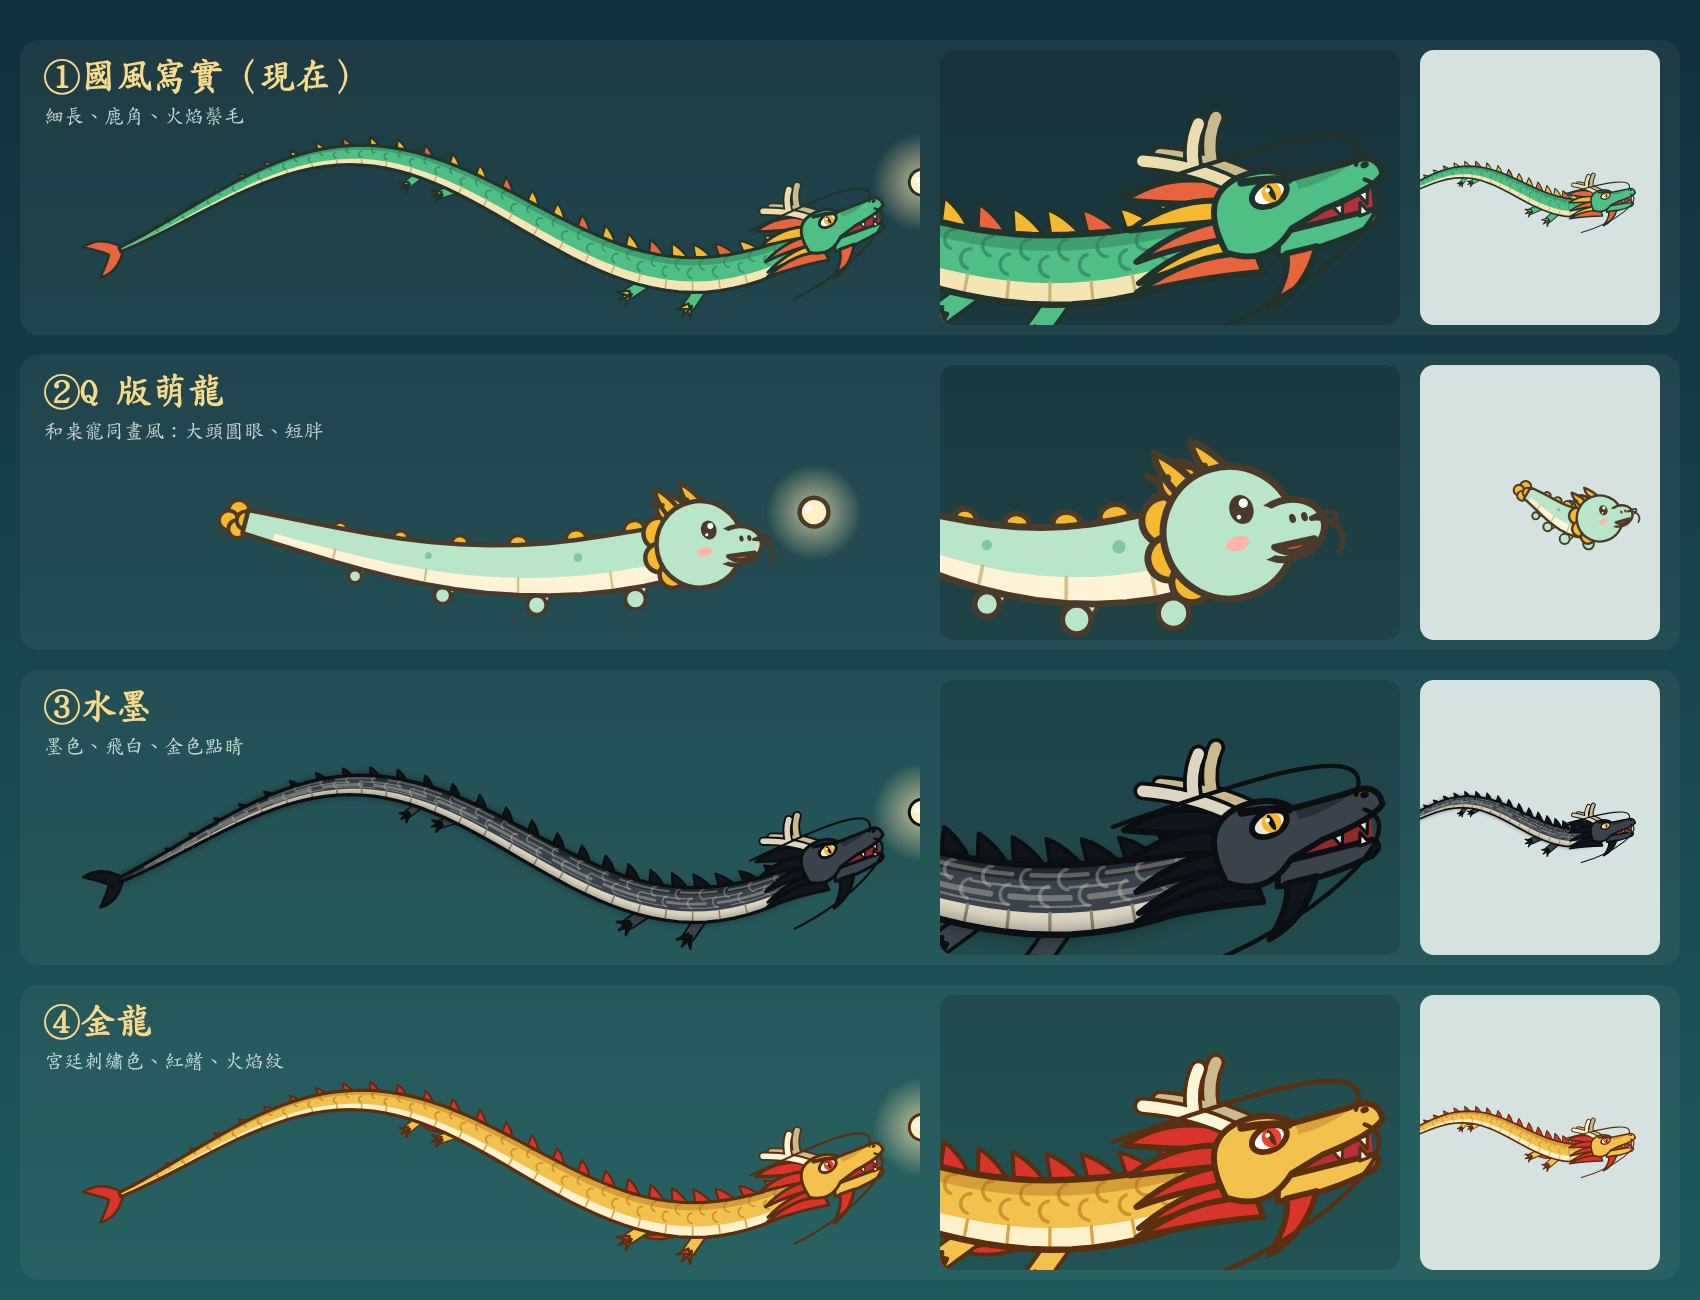 ①國風寫實（現在）
細長、鹿角、火焰鬃毛
②Q 版萌龍
和桌寵同畫風：大頭圓眼、短胖
③水墨
墨色、飛白、金色點睛
④金龍
宮廷刺繡色、紅鰭、火焰紋